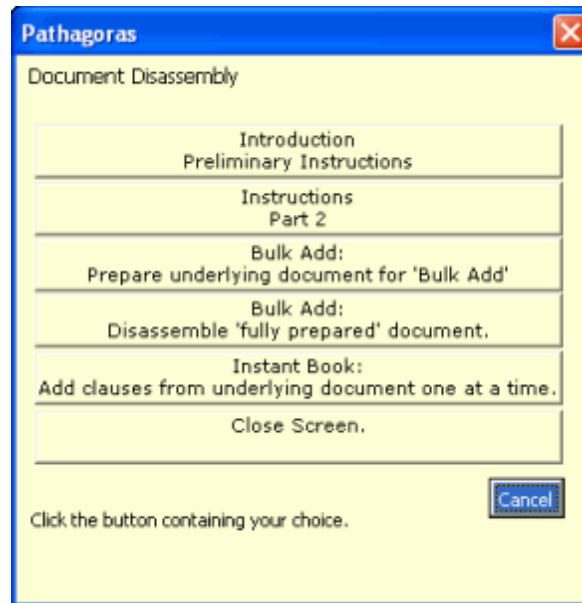 Pathagoras
Document Disassembly
Introduction
Preliminary Instructions
Instructions
Part 2
Bulk Add:
Prepare underlying document for 'Bulk Add'
Bulk Add:
Disassemble 'fully prepared' document.
Instant Book:
Add clauses from underlying document one at a time.
Close Screen.
Cancel
Click the button containing your choice.